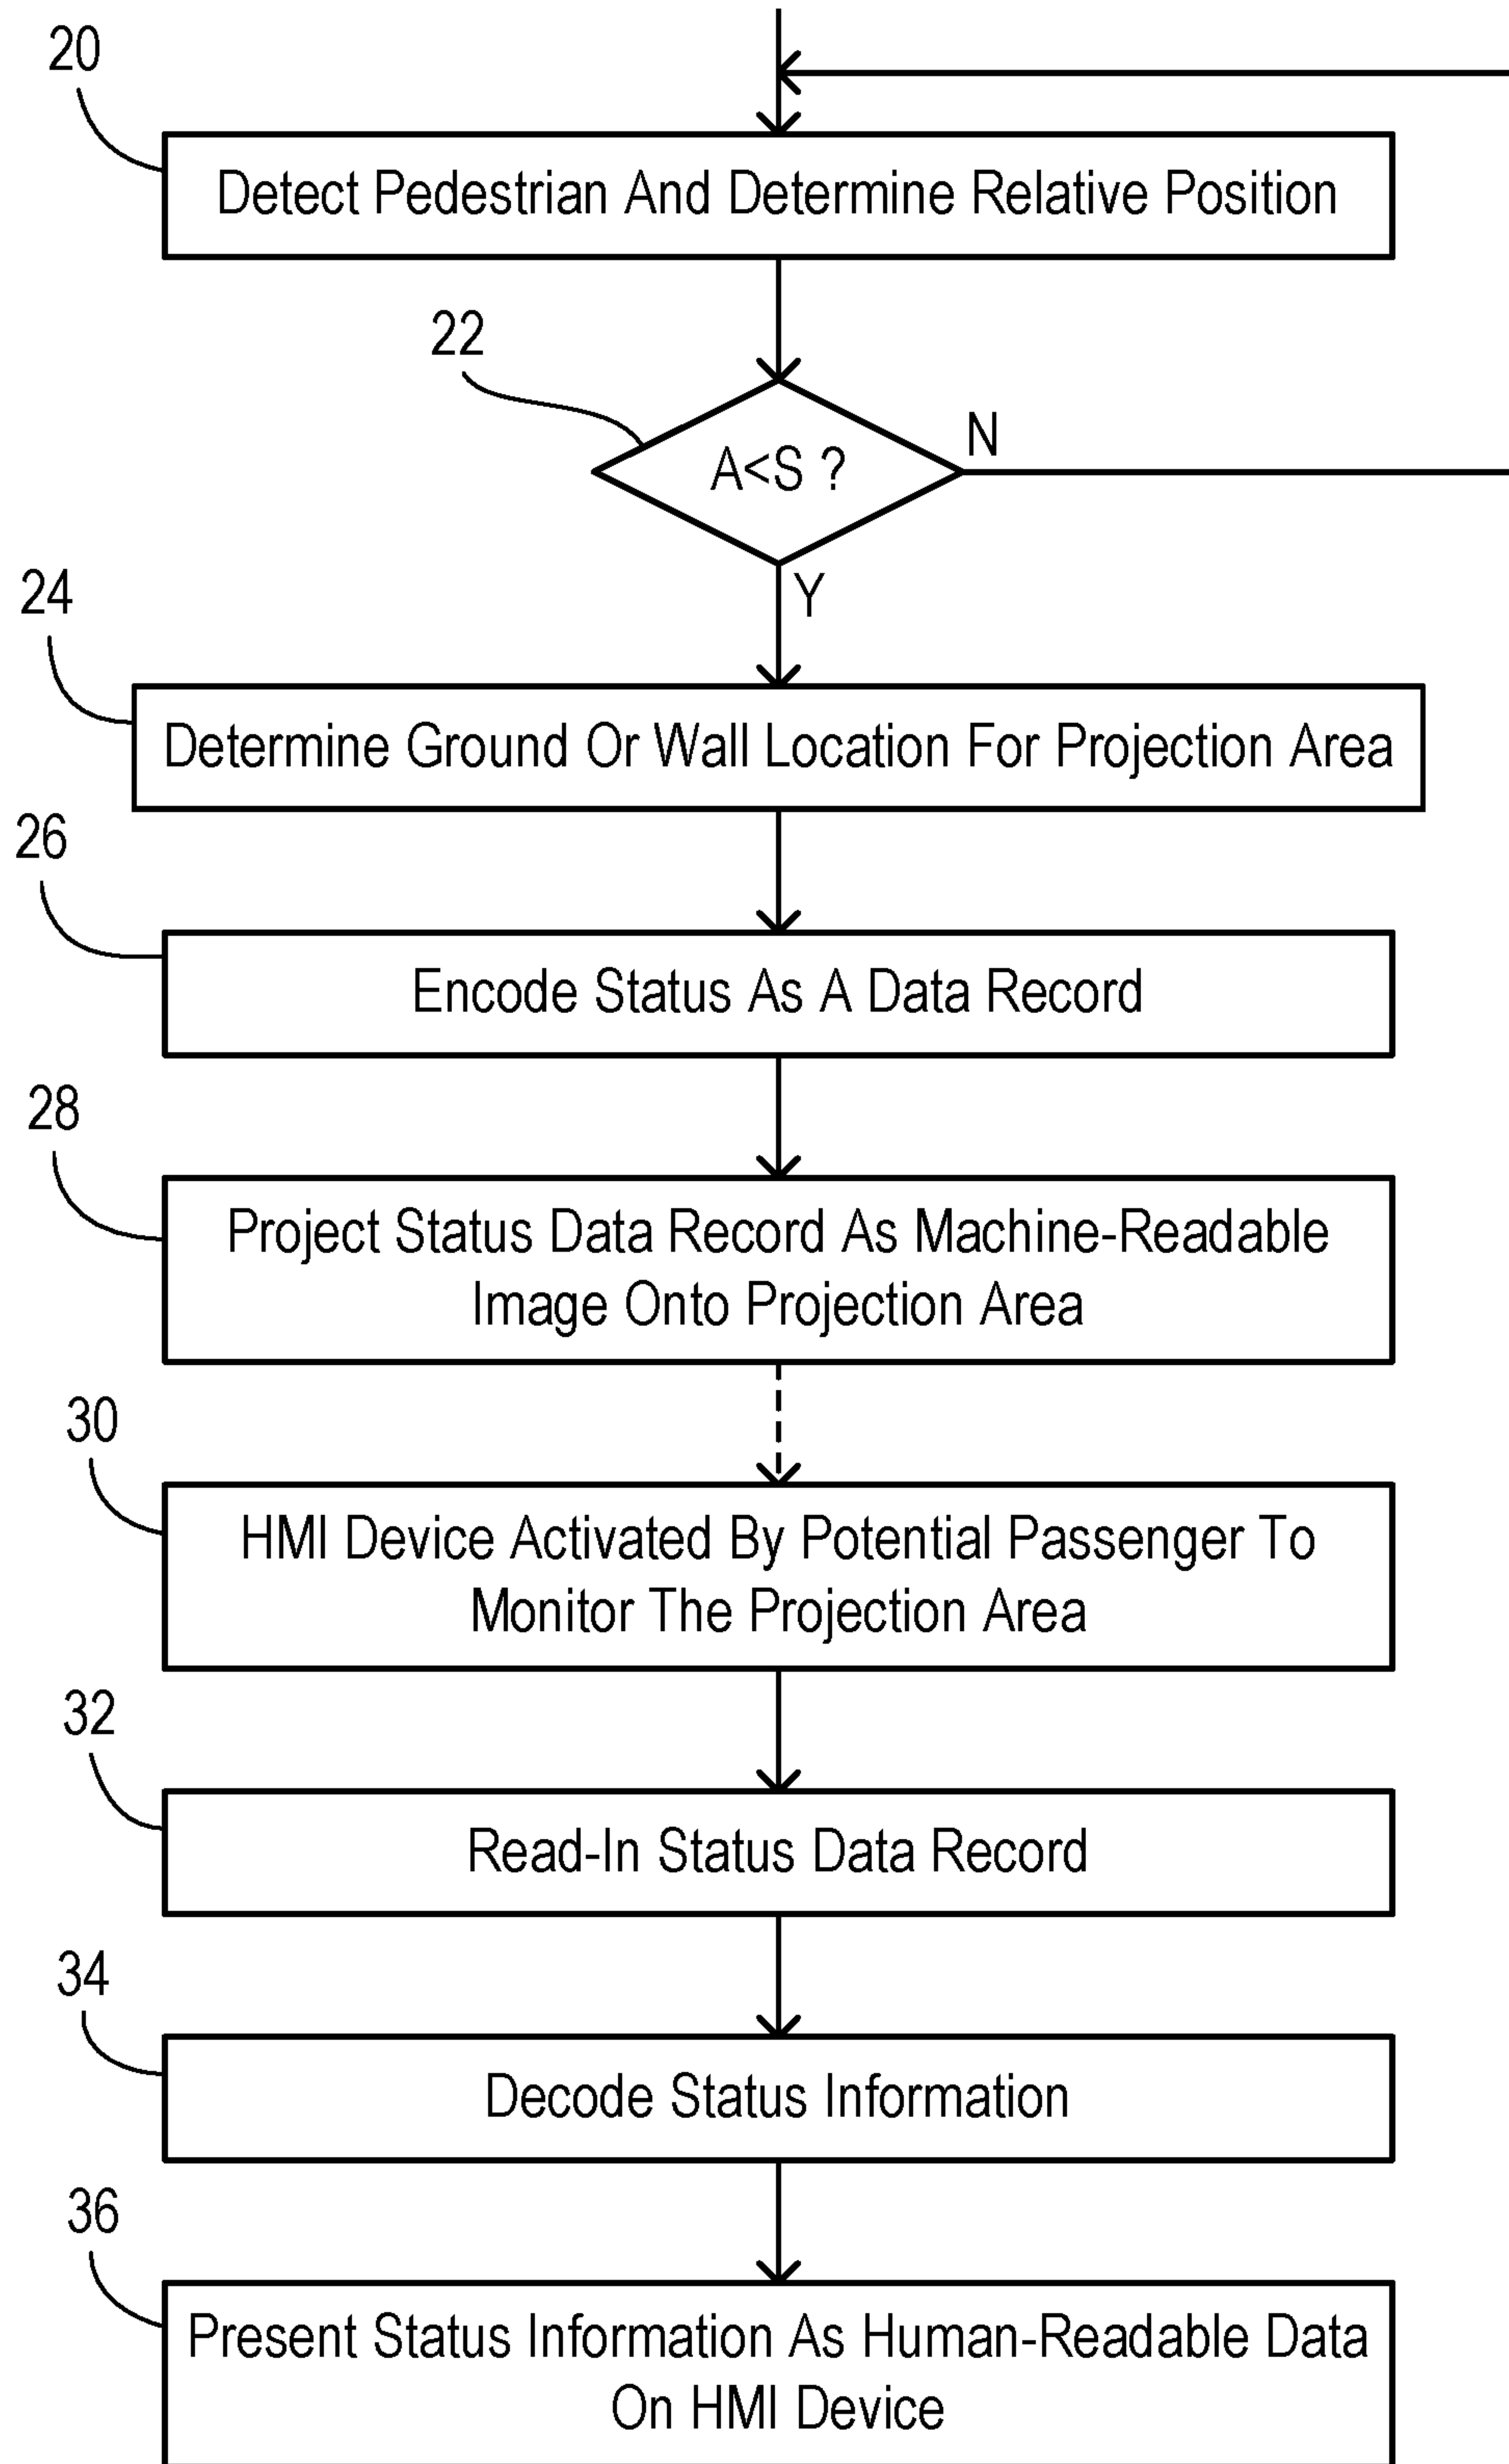 20
Detect Pedestrian And Determine Relative Position
22
A<S ?
N
Y
24
Determine Ground Or Wall Location For Projection Area
26
Encode Status As A Data Record
28
Project Status Data Record As Machine-Readable
Image Onto Projection Area
30
HMI Device Activated By Potential Passenger To
Monitor The Projection Area
32
Read-In Status Data Record
34
Decode Status Information
36
Present Status Information As Human-Readable Data
On HMI Device